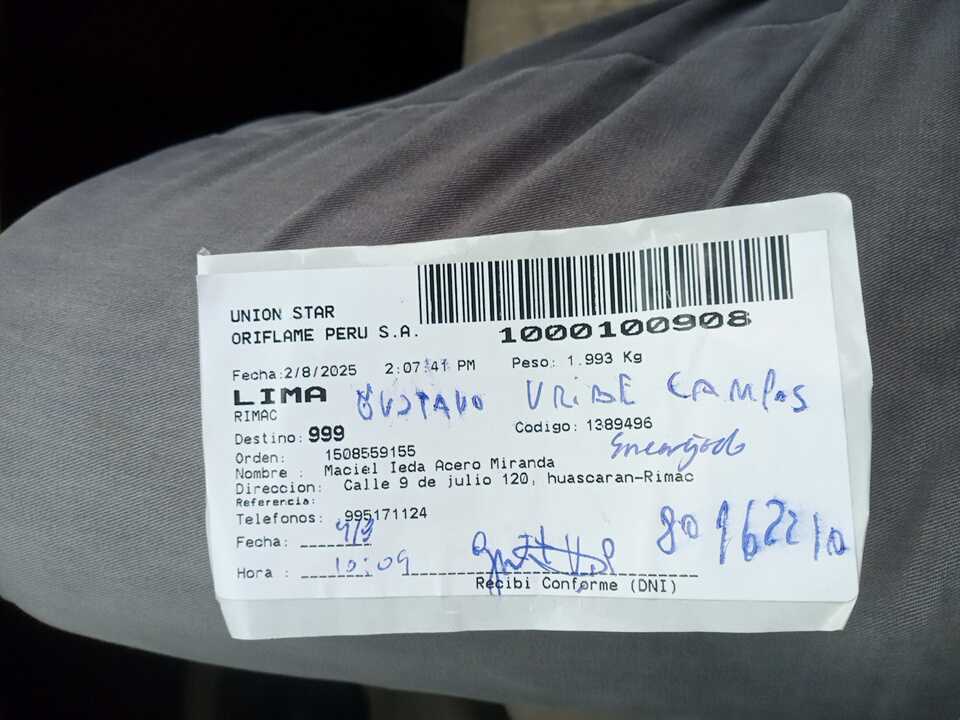 UNION STAR
ORIFLAME PERU S.A.
1000100908
Fecha:2/8/2025 2:07:41 PM Peso: 1.993 Kg
LIMA GUSTAVO URIBE CAMPOS
RIMAC
Destino: 999 Codigo: 1389496
Encargado
Orden: 1508559155
Nombre : Maciel Ieda Acero Miranda
Direccion: Calle 9 de julio 120, huascaran-Rimac
Referencia:
Telefonos: 995171124
Fecha:
Hora : 10:09
Recibi Conforme (DNI)